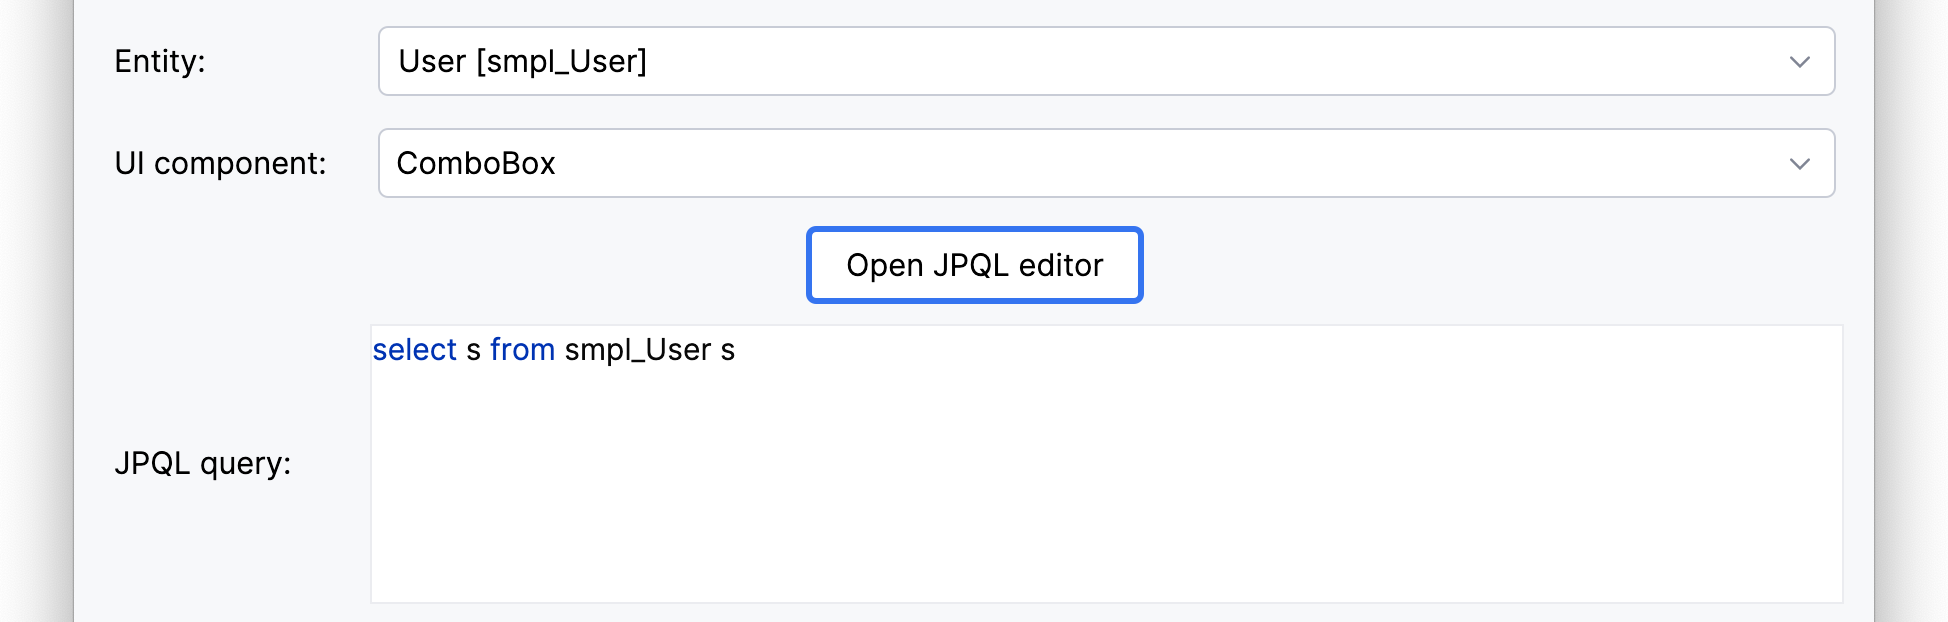 Entity: User [smpl_User]
UI component: ComboBox
Open JPQL editor
select s from smpl_User s
JPQL query: